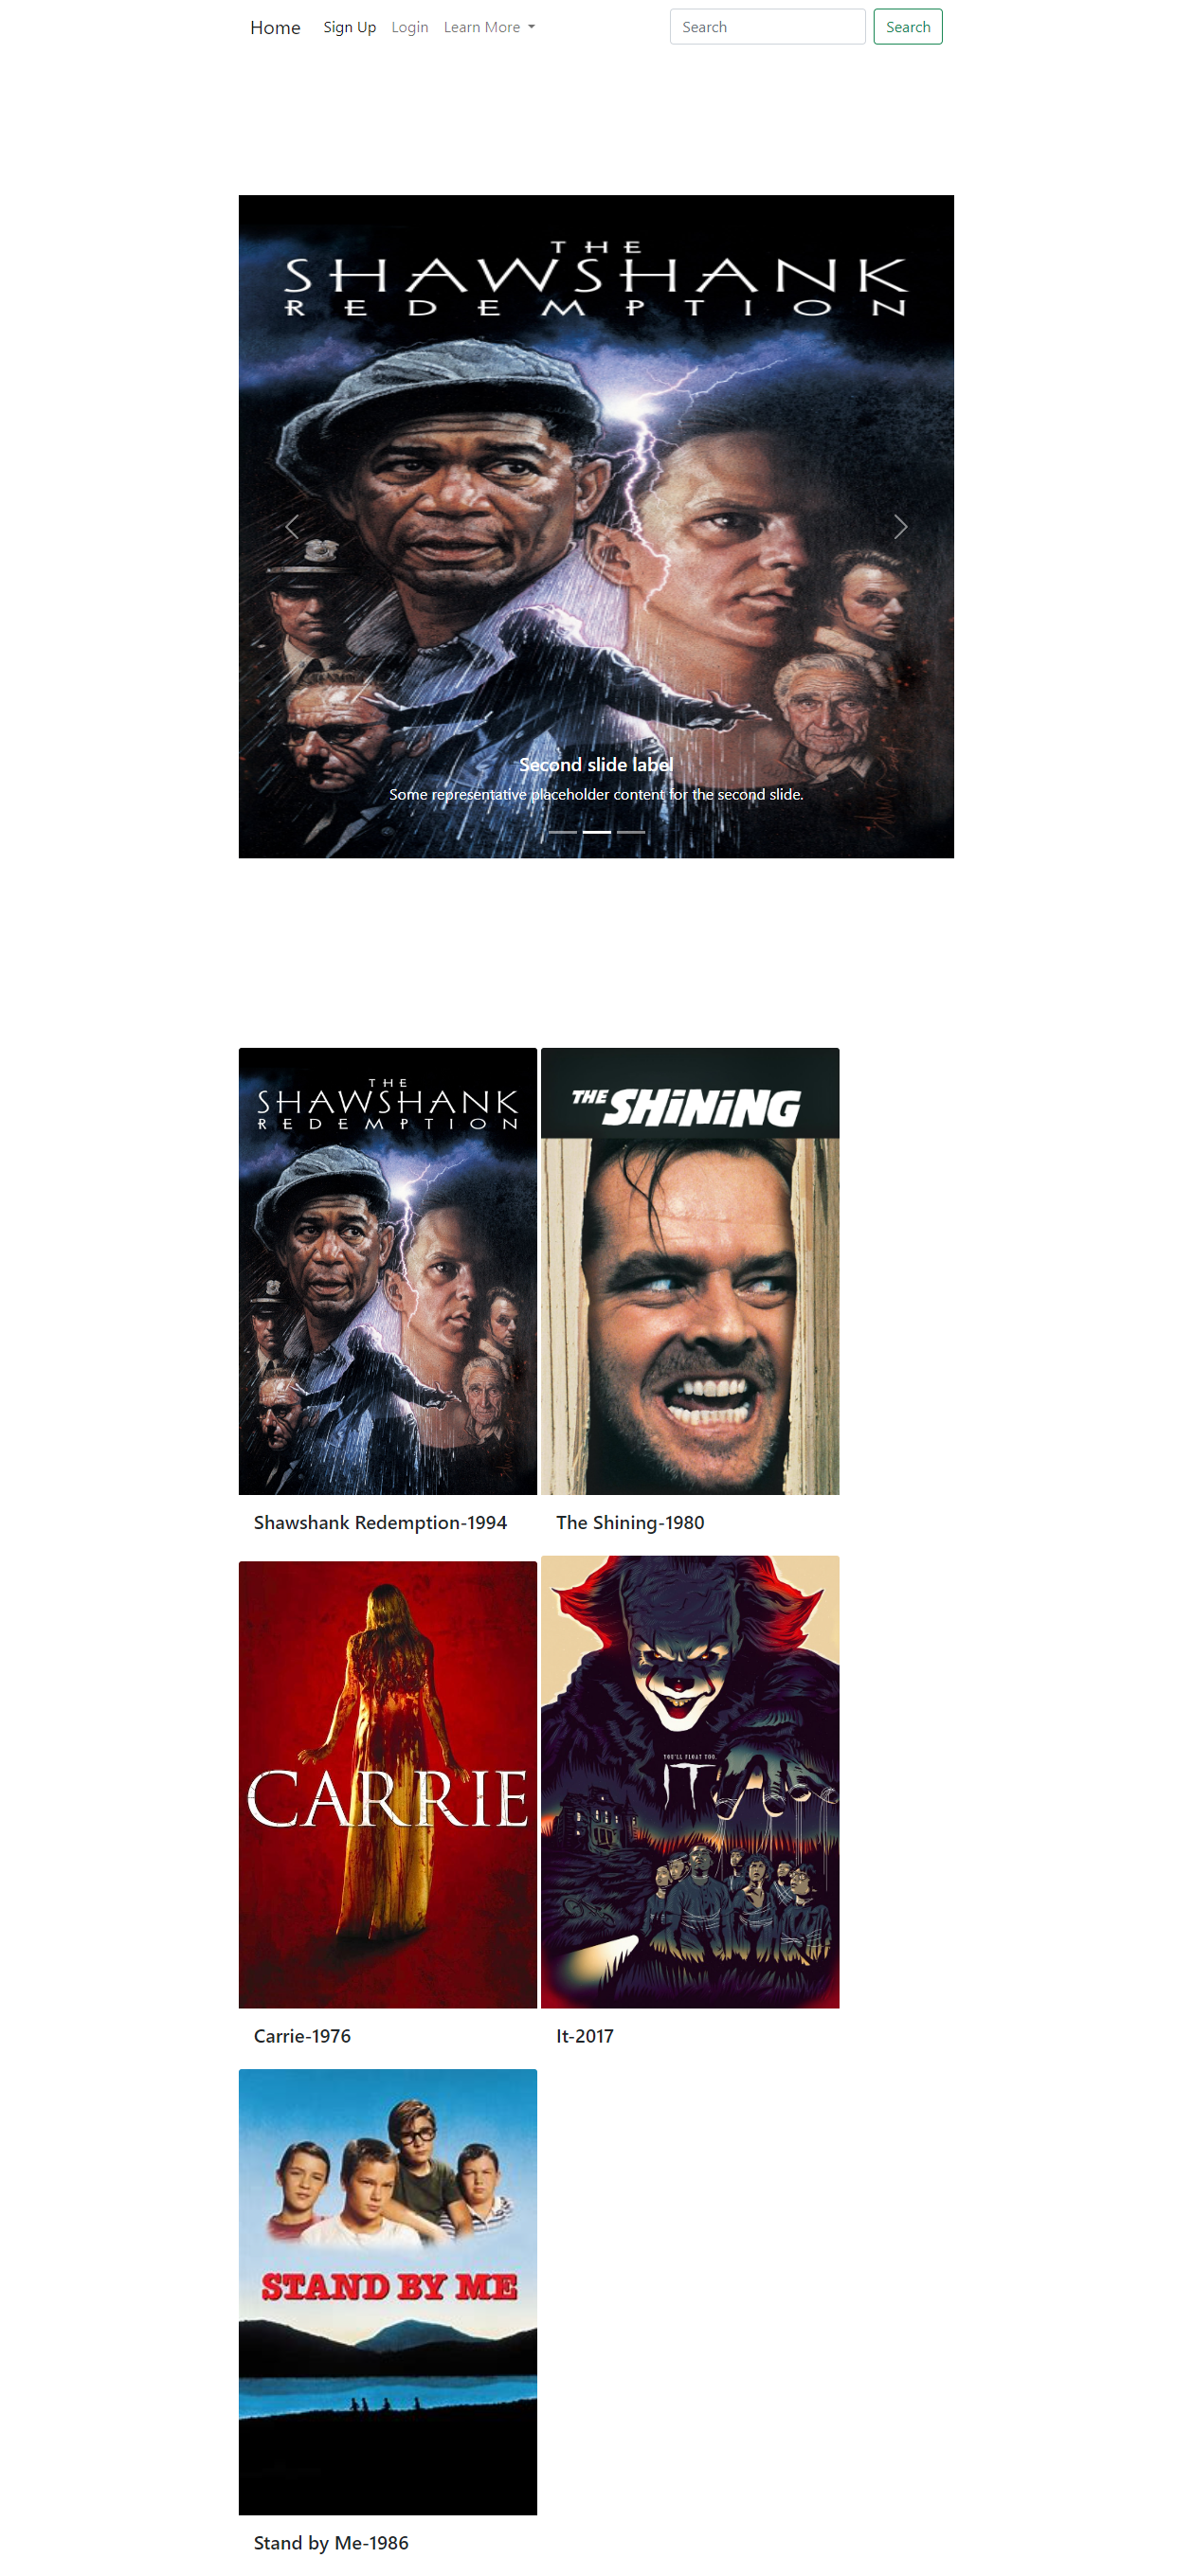 Home Sign Up Login Learn More Search Search
THE
SHAWSHANK
REDEMPTION
Second slide label
Some representative placeholder content for the second slide.
THE
SHAWSHANK
REDEMPTION
THE SHiNiNG
Shawshank Redemption-1994
The Shining-1980
CARRIE
YOU'LL FLOAT TOO.
IT
Carrie-1976
It-2017
STAND BY ME
Stand by Me-1986